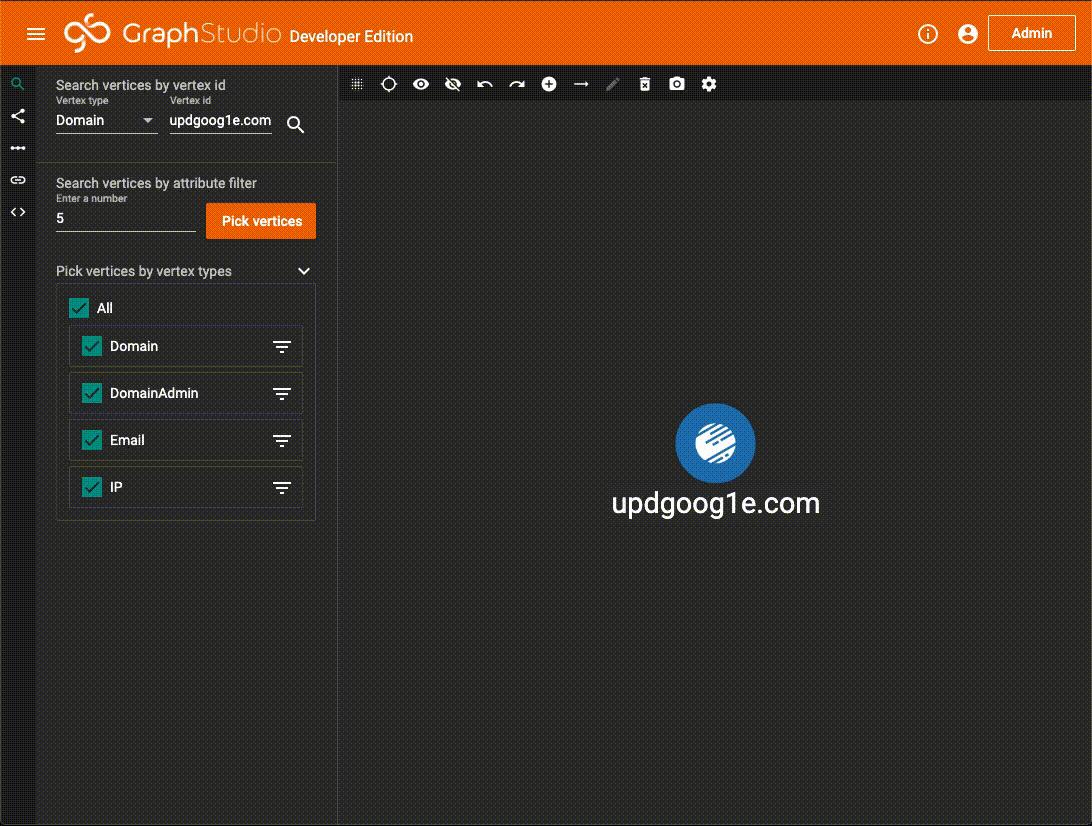 GraphStudio Developer Edition
Admin
Search vertices by vertex id
Vertex type
Vertex id
Domain
updgoog1e.com
Search vertices by attribute filter
Enter a number
5
Pick vertices
Pick vertices by vertex types
All
Domain
DomainAdmin
Email
IP
updgoog1e.com